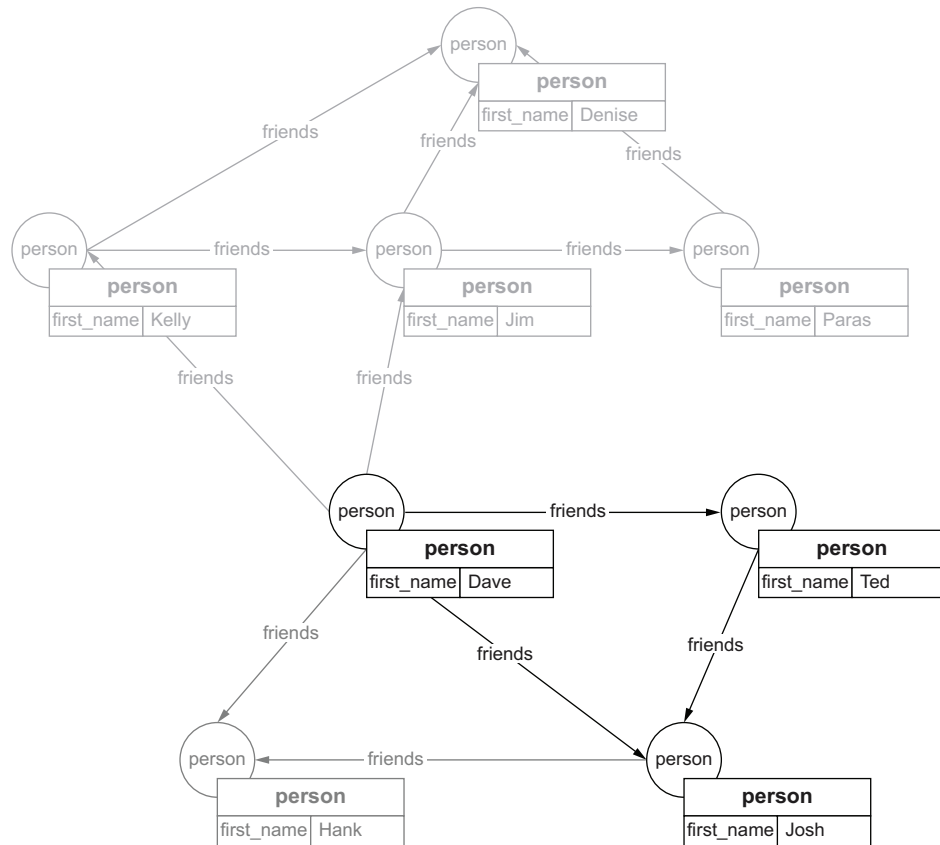 person
person
first_name Denise
friends
friends
friends
person
friends
person
friends
person
person
first_name Kelly
person
first_name Jim
person
first_name Paras
friends
friends
person
friends
person
person
first_name Dave
person
first_name Ted
friends
friends
friends
person
friends
person
person
first_name Hank
person
first_name Josh